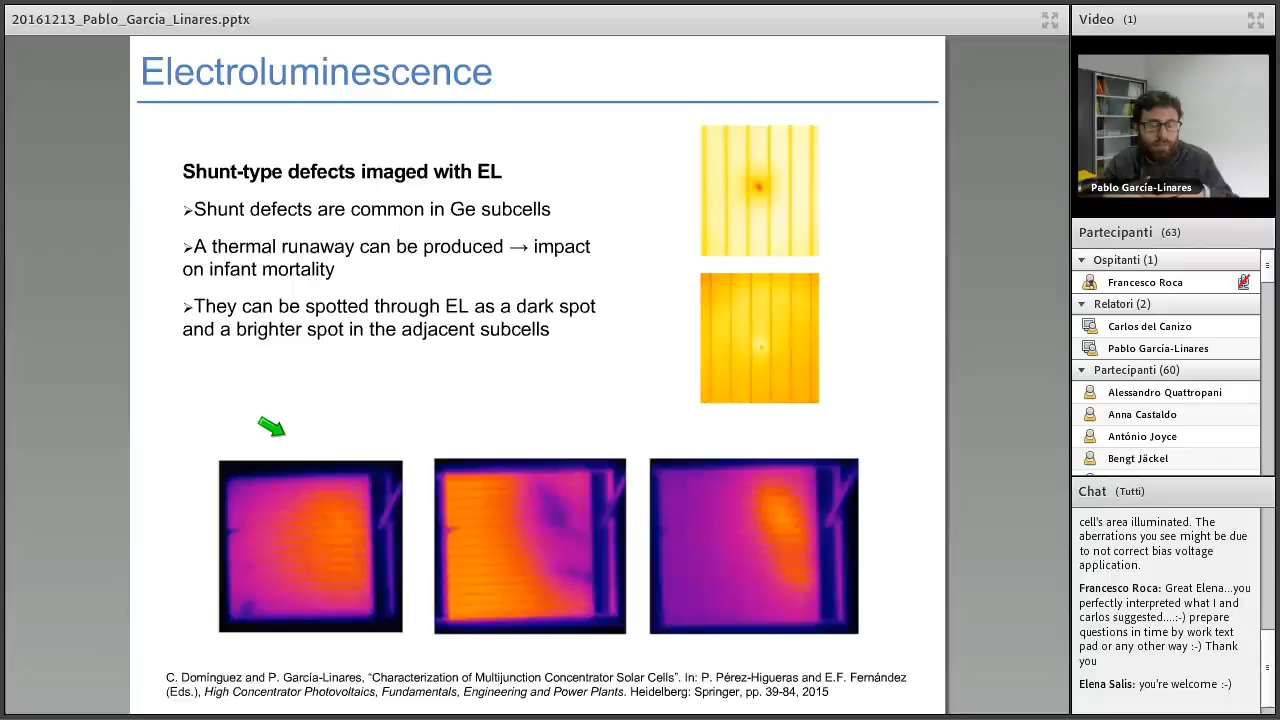 20161213_Pablo_Garcia_Linares.pptx
Electroluminescence
Shunt-type defects imaged with EL
➢Shunt defects are common in Ge subcells
➢A thermal runaway can be produced → impact
on infant mortality
➢They can be spotted through EL as a dark spot
and a brighter spot in the adjacent subcells
C. Domínguez and P. García-Linares, “Characterization of Multijunction Concentrator Solar Cells”. In: P. Pérez-Higueras and E.F. Fernández
(Eds.), High Concentrator Photovoltaics, Fundamentals, Engineering and Power Plants. Heidelberg: Springer, pp. 39-84, 2015
Video (1)
Pablo García-Linares
Partecipanti (63)
Ospitanti (1)
Francesco Roca
Relatori (2)
Carlos del Canizo
Pablo García-Linares
Partecipanti (60)
Alessandro Quattropani
Anna Castaldo
António Joyce
Bengt Jäckel
Chat (Tutti)
cell's area illuminated. The
aberrations you see might be due
to not correct bias voltage
application.
Francesco Roca: Great Elena...you
perfectly interpreted what I and
carlos suggested....:-) prepare
questions in time by work text
pad or any other way :-) Thank
you
Elena Salis: you're welcome :-)